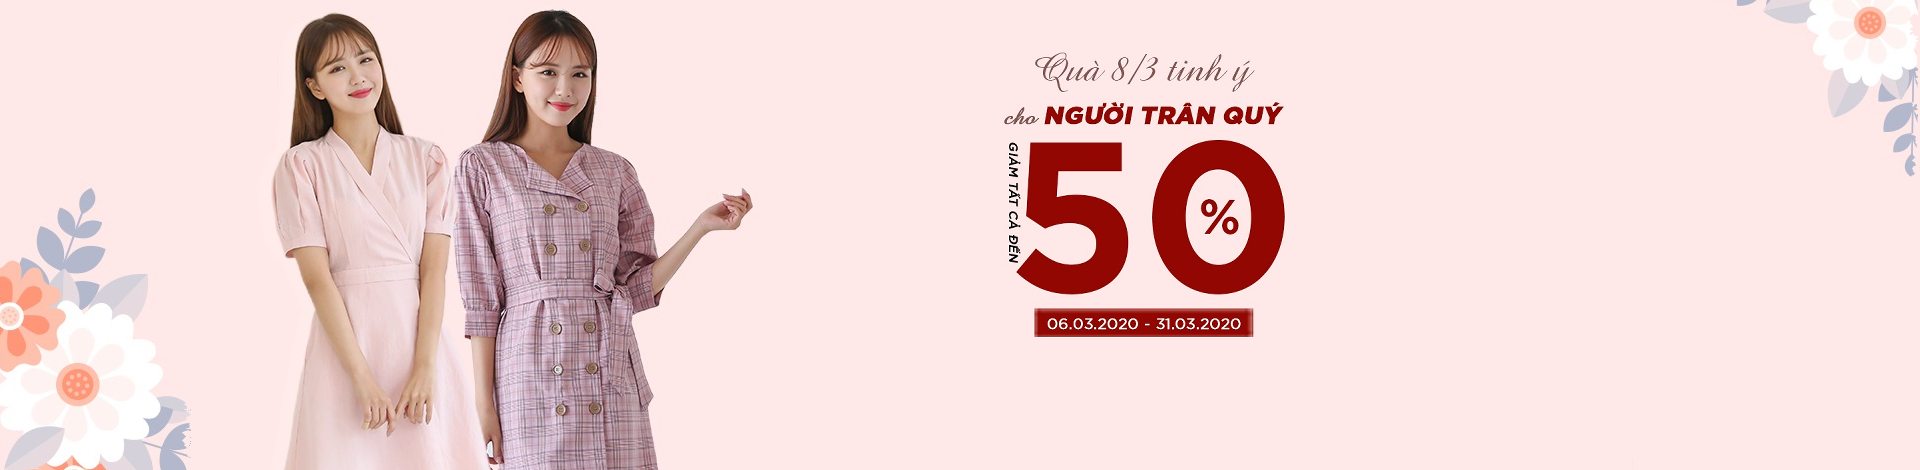 Quà 8/3 tinh ý
cho NGƯỜI TRÂN QUÝ
GIẢM TẤT CẢ ĐẾN
50%
06.03.2020 - 31.03.2020